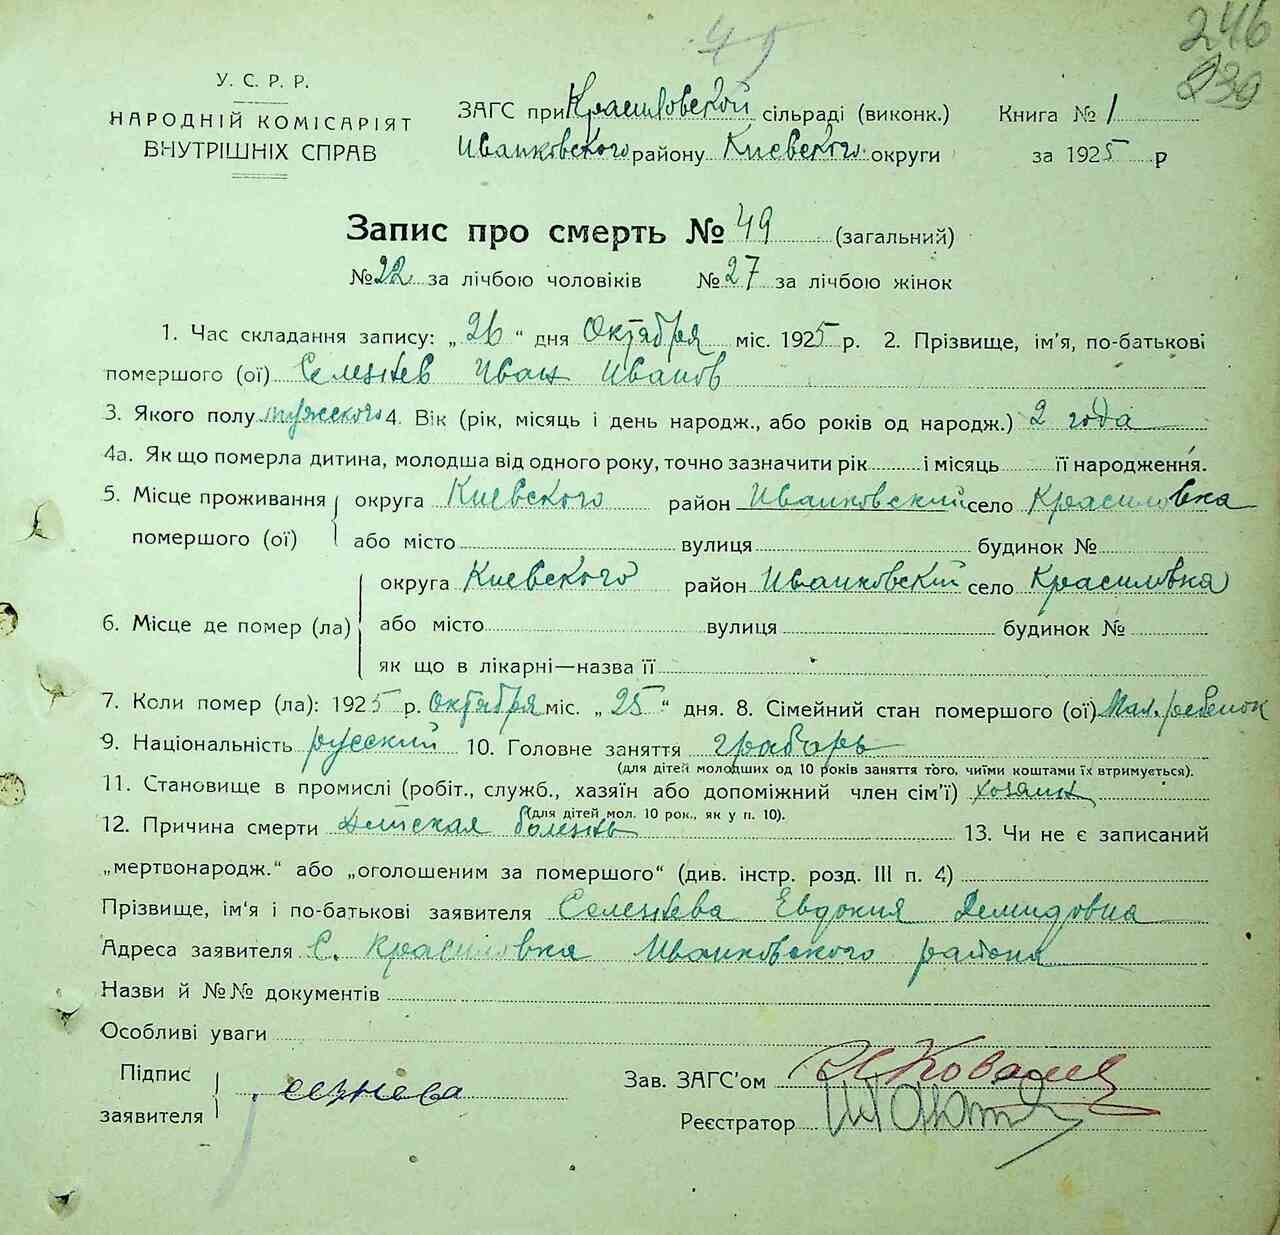 246
239
49
У. С. Р. Р.
НАРОДНІЙ КОМІСАРІЯТ
ВНУТРІШНІХ СПРАВ
ЗАГС при Красиловской сільраді (виконк.) Книга № 1
Иванковского району Киевского округи за 1925 р
Запис про смерть № 49 (загальний)
№ 22 за лічбою чоловіків № 27 за лічбою жінок
1. Час складання запису: „26“ дня Октября міс. 1925 р. 2. Прізвище, ім'я, по-батькові
помершого (ої) Селезнев Иван Иванов
3. Якого полу мужского 4. Вік (рік, місяць і день народж., або років од народж.) 2 года
4а. Як що померла дитина, молодша від одного року, точно зазначити рік і місяць її народження.
5. Місце проживання округа Киевского район Иванковский село Красиловка
помершого (ої) або місто вулиця будинок №
округа Киевского район Иванковский село Красиловка
6. Місце де помер (ла) або місто вулиця будинок №
як що в лікарні—назва її
7. Коли помер (ла): 1925 р. Октября міс. „25“ дня. 8. Сімейний стан помершого (ої) Мал. ребенок
9. Національність русский 10. Головне заняття грабарь
(для дітей молодших од 10 років заняття того, чиїми коштами їх втримується).
11. Становище в промислі (робіт., служб., хазяїн або допоміжний член сім'ї) хозяин
(для дітей мол. 10 рок., як у п. 10).
12. Причина смерти Детская болезнь 13. Чи не є записаний
„мертвонародж.“ або „оголошеним за помершого“ (див. інстр. розд. III п. 4)
Прізвище, ім'я і по-батькові заявителя Селезнева Евдокия Демидовна
Адреса заявителя С. Красиловка Иванковского района
Назви й №№ документів
Особливі уваги
Підпис
заявителя
Зав. ЗАГС'ом
Реєстратор